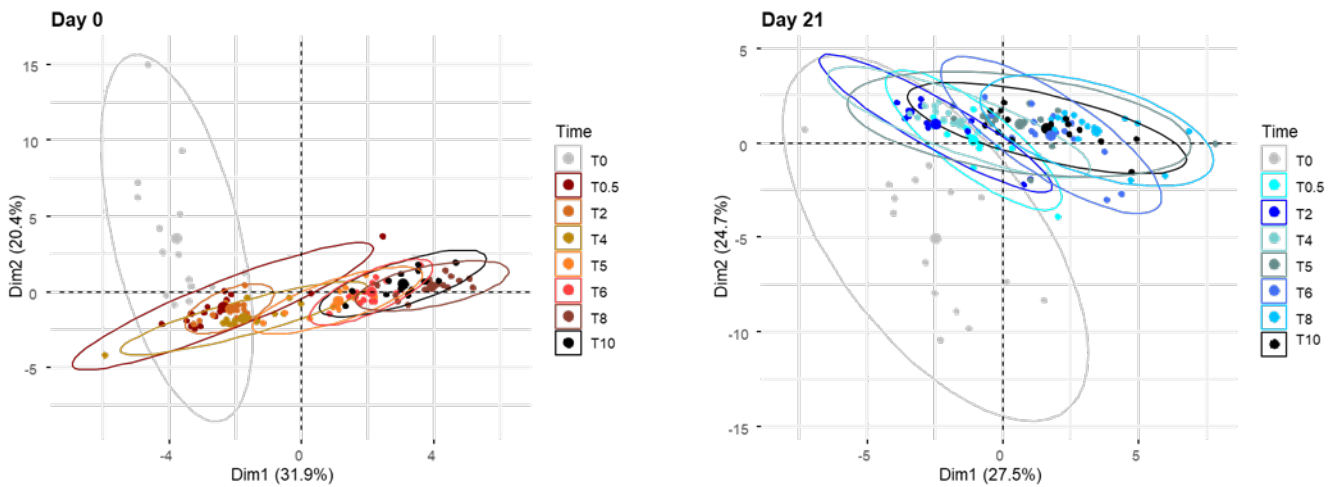 Day 0
15
10
5
0
-5
-4
0
4
Dim2 (20.4%)
Dim1 (31.9%)
Time
T0
T0.5
T2
T4
T5
T6
T8
T10
Day 21
5
0
-5
-10
-15
-5
0
5
Dim2 (24.7%)
Dim1 (27.5%)
Time
T0
T0.5
T2
T4
T5
T6
T8
T10